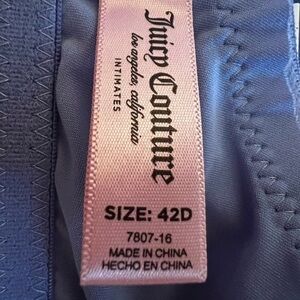 Juicy Couture
los angeles, california
INTIMATES
SIZE: 42D
7807-16
MADE IN CHINA
HECHO EN CHINA